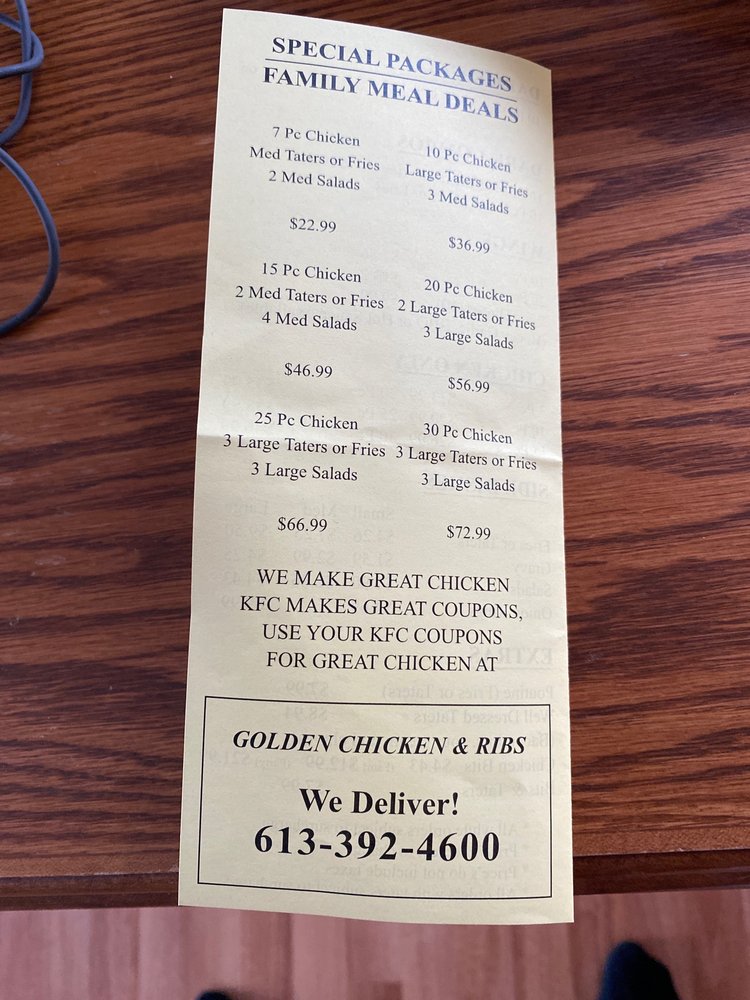 SPECIAL PACKAGES
FAMILY MEAL DEALS
7 Pc Chicken
Med Taters or Fries
2 Med Salads
$22.99
10 Pc Chicken
Large Taters or Fries
3 Med Salads
$36.99
15 Pc Chicken
2 Med Taters or Fries
4 Med Salads
$46.99
20 Pc Chicken
2 Large Taters or Fries
3 Large Salads
$56.99
25 Pc Chicken
3 Large Taters or Fries
3 Large Salads
$66.99
30 Pc Chicken
3 Large Taters or Fries
3 Large Salads
$72.99
WE MAKE GREAT CHICKEN
KFC MAKES GREAT COUPONS,
USE YOUR KFC COUPONS
FOR GREAT CHICKEN AT
GOLDEN CHICKEN & RIBS
We Deliver!
613-392-4600